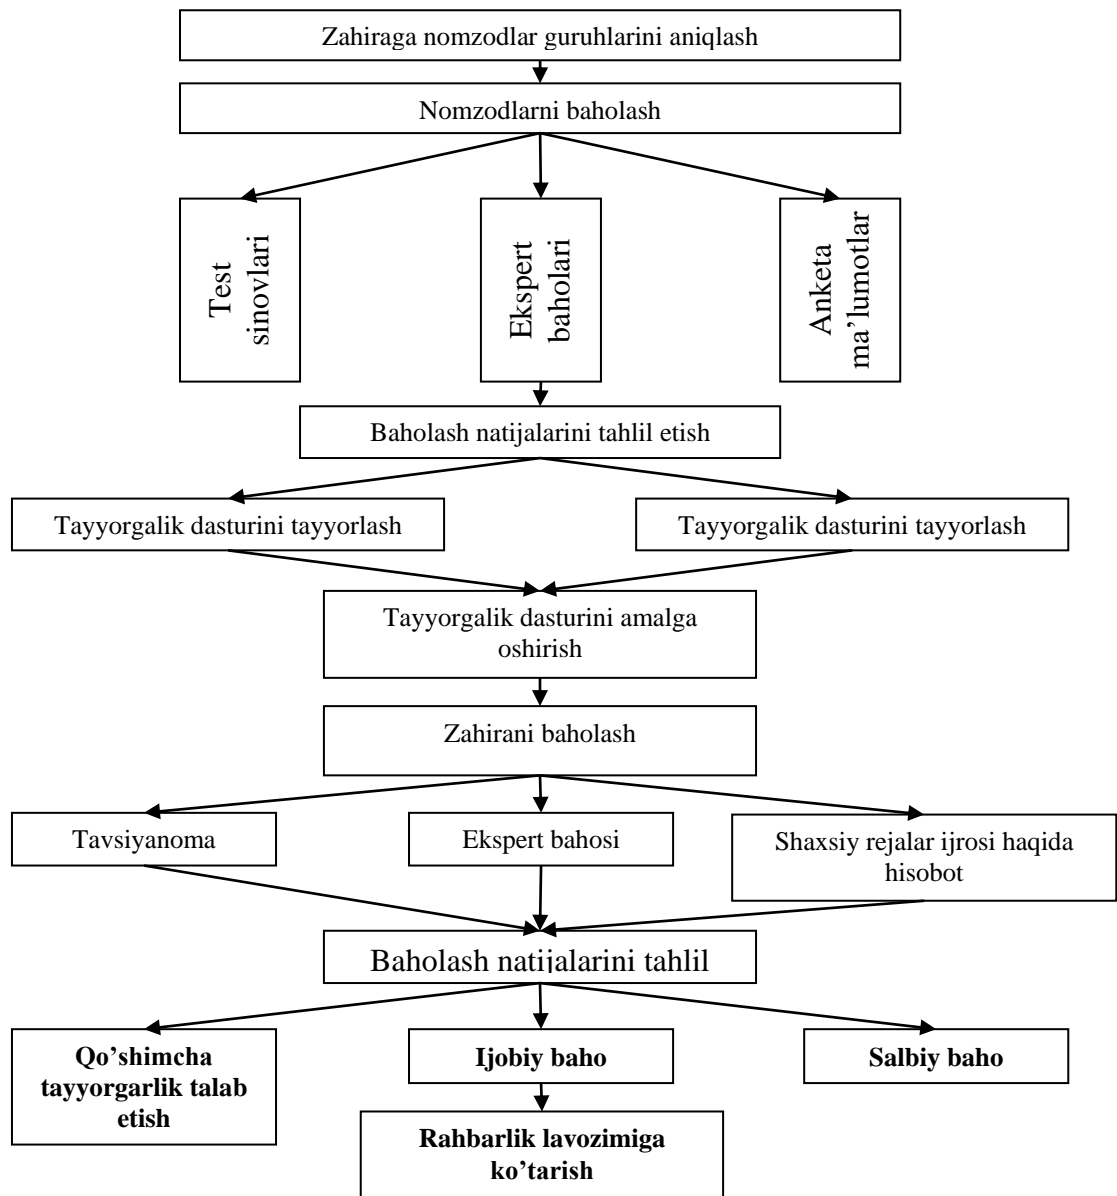 Zahiraga nomzodlar guruhlarini aniqlash
Nomzodlarni baholash
Test
sinovlari
Ekspert
baholari
Anketa
ma’lumotlar
Baholash natijalarini tahlil etish
Tayyorgalik dasturini tayyorlash
Tayyorgalik dasturini tayyorlash
Tayyorgalik dasturini amalga
oshirish
Zahirani baholash
Tavsiyanoma
Ekspert bahosi
Shaxsiy rejalar ijrosi haqida
hisobot
Baholash natijalarini tahlil
Qo’shimcha
tayyorgarlik talab
etish
Ijobiy baho
Salbiy baho
Rahbarlik lavozimiga
ko’tarish